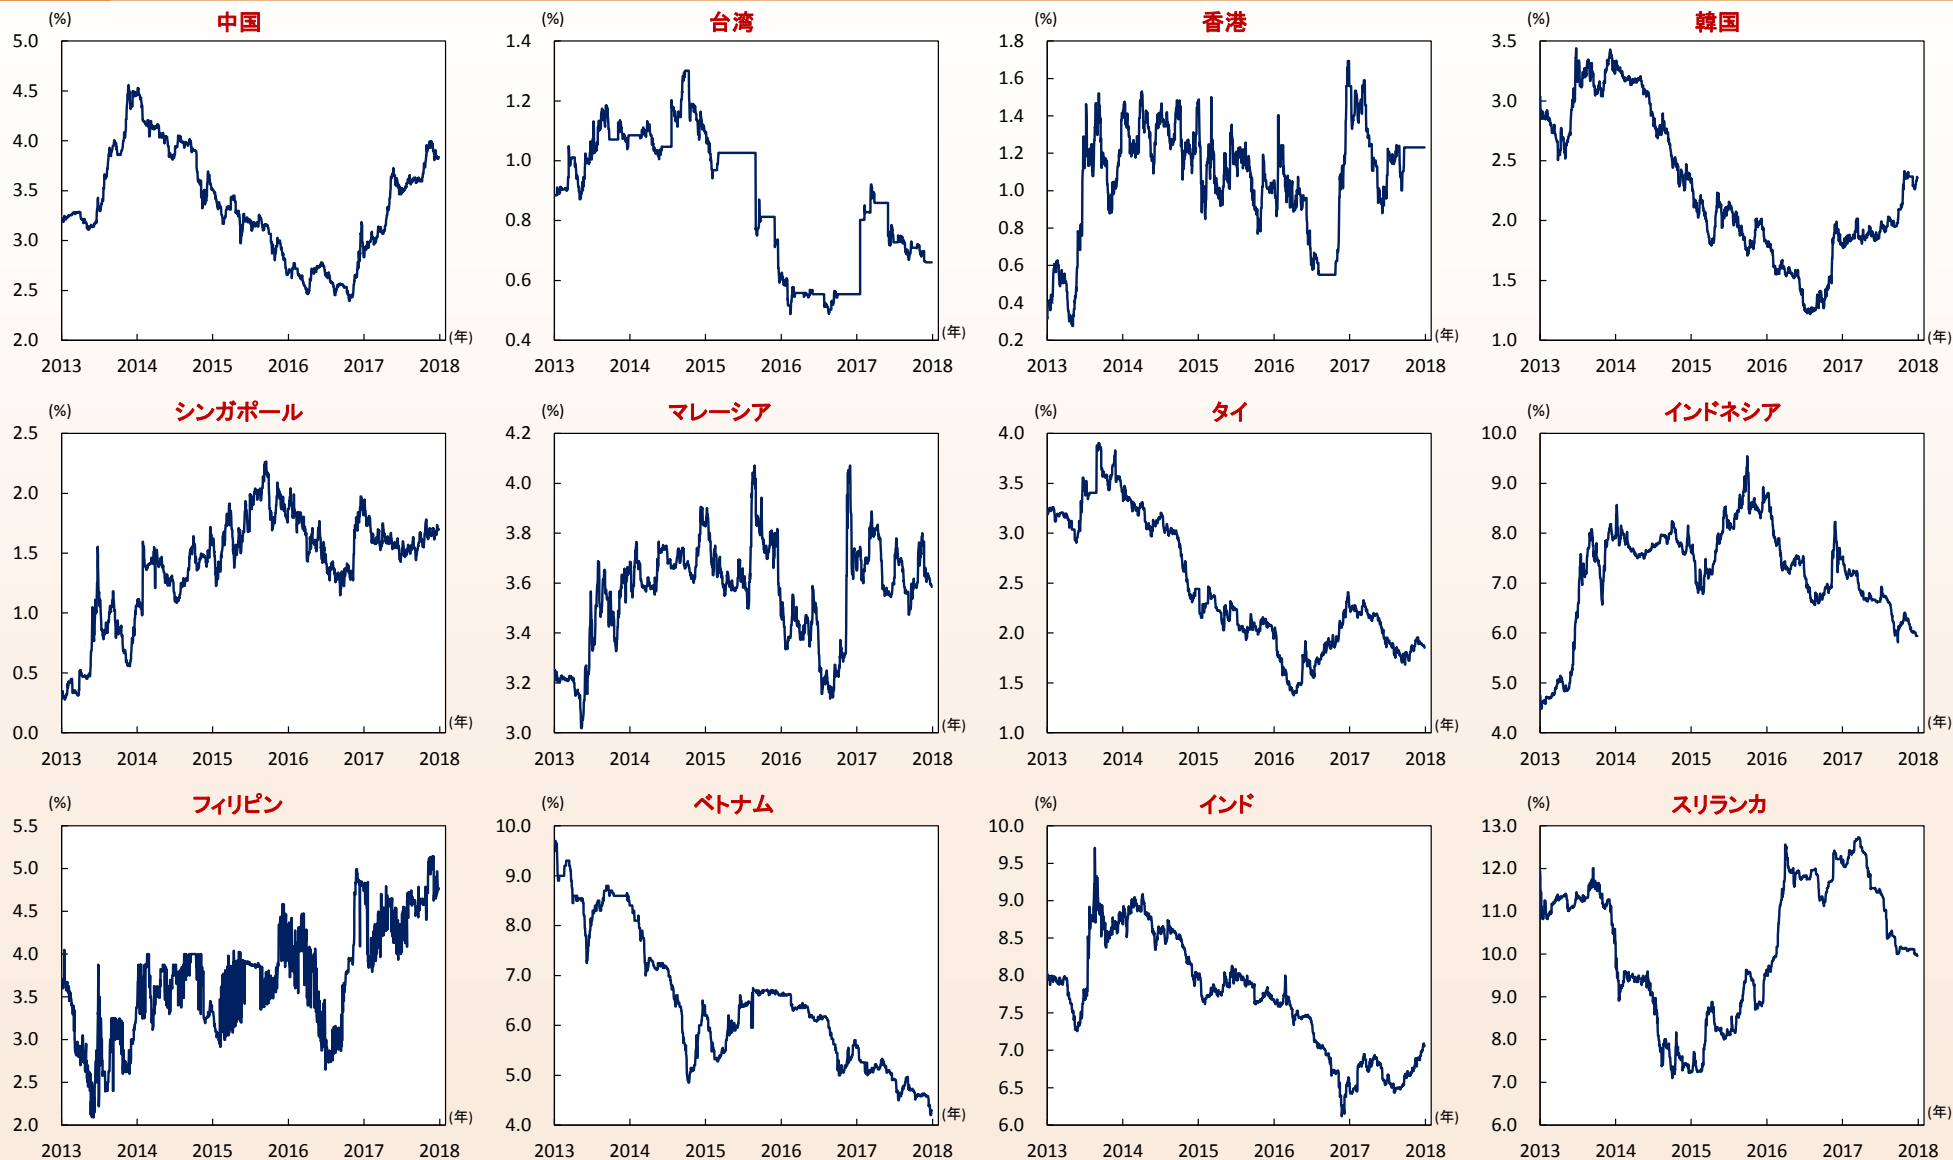 (%) 中国 (%) 台湾 (%) 香港 (%) 韓国
5.0 1.4 1.8 3.5
4.5 1.2 1.6 3.0
4.0 1.0 1.4 2.5
3.5 0.8 1.2 2.0
3.0 0.6 1.0 1.5
2.5 0.4 0.8 1.0
2.0 0.6
0.4
0.2
(年) (年) (年) (年)
2013 2014 2015 2016 2017 2018 2013 2014 2015 2016 2017 2018 2013 2014 2015 2016 2017 2018 2013 2014 2015 2016 2017 2018
(%) シンガポール (%) マレーシア (%) タイ (%) インドネシア
2.5 4.2 4.0 10.0
2.0 4.0 3.5 9.0
1.5 3.8 3.0 8.0
1.0 3.6 2.5 7.0
0.5 3.4 2.0 6.0
0.0 3.2 1.5 5.0
3.0 1.0 4.0
(年) (年) (年) (年)
2013 2014 2015 2016 2017 2018 2013 2014 2015 2016 2017 2018 2013 2014 2015 2016 2017 2018 2013 2014 2015 2016 2017 2018
(%) フィリピン (%) ベトナム (%) インド (%) スリランカ
5.5 10.0 10.0 13.0
5.0 9.0 9.5 12.0
4.5 8.0 9.0 11.0
4.0 7.0 8.5 10.0
3.5 6.0 8.0 9.0
3.0 5.0 7.5 8.0
2.5 4.0 7.0 7.0
2.0 6.5 6.0
6.0
(年) (年) (年) (年)
2013 2014 2015 2016 2017 2018 2013 2014 2015 2016 2017 2018 2013 2014 2015 2016 2017 2018 2013 2014 2015 2016 2017 2018